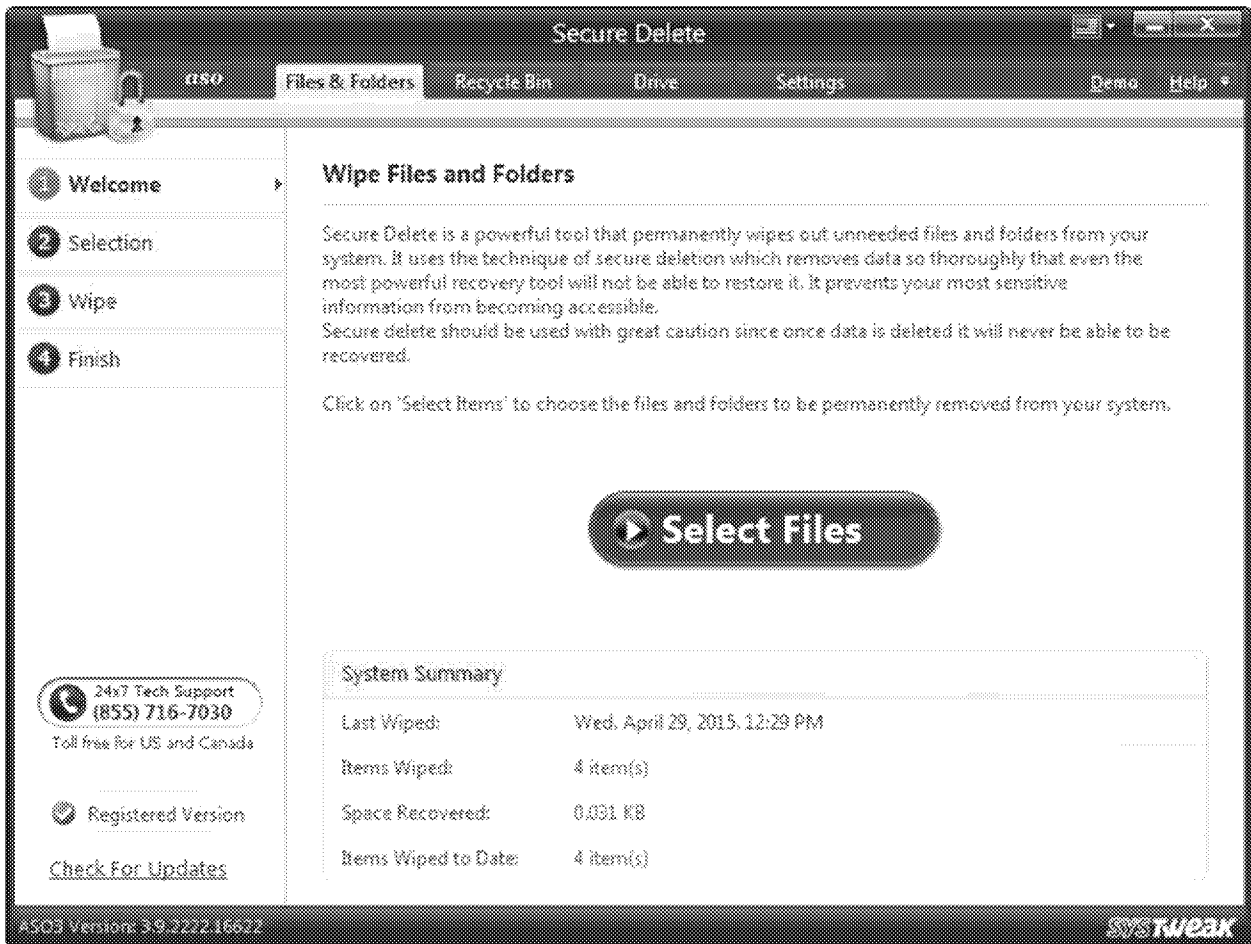 Secure Delete
aso Files & Folders Recycle Bin Drive Settings Demo Help
1 Welcome
2 Selection
3 Wipe
4 Finish
Wipe Files and Folders
Secure Delete is a powerful tool that permanently wipes out unneeded files and folders from your
system. It uses the technique of secure deletion which removes data so thoroughly that even the
most powerful recovery tool will not be able to restore it. It prevents your most sensitive
information from becoming accessible.
Secure delete should be used with great caution since once data is deleted it will never be able to be
recovered.
Click on 'Select Items' to choose the files and folders to be permanently removed from your system.
Select Files
System Summary
Last Wiped: Wed, April 29, 2015, 12:29 PM
Items Wiped: 4 item(s)
Space Recovered: 0.031 KB
Items Wiped to Date: 4 item(s)
24x7 Tech Support
(855) 716-7030
Toll free for US and Canada
Registered Version
Check For Updates
ASO3 Version: 3.9.2222.16622
SYSTweak